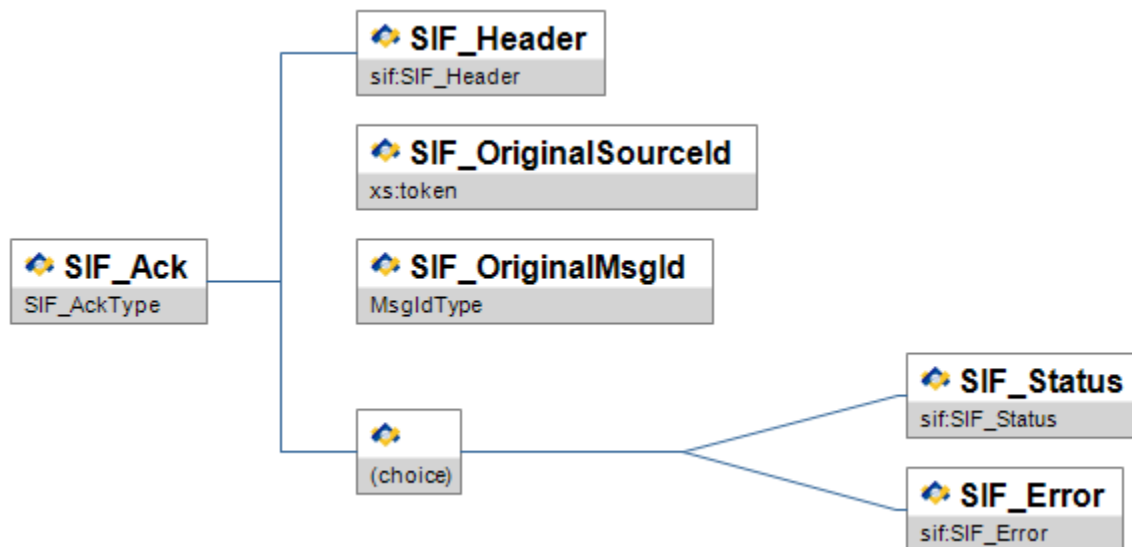 SIF_Header
sif:SIF_Header
SIF_OriginalSourceId
xs:token
SIF_Ack
SIF_AckType
SIF_OriginalMsgId
MsgIdType
SIF_Status
sif:SIF_Status
(choice)
SIF_Error
sif:SIF_Error